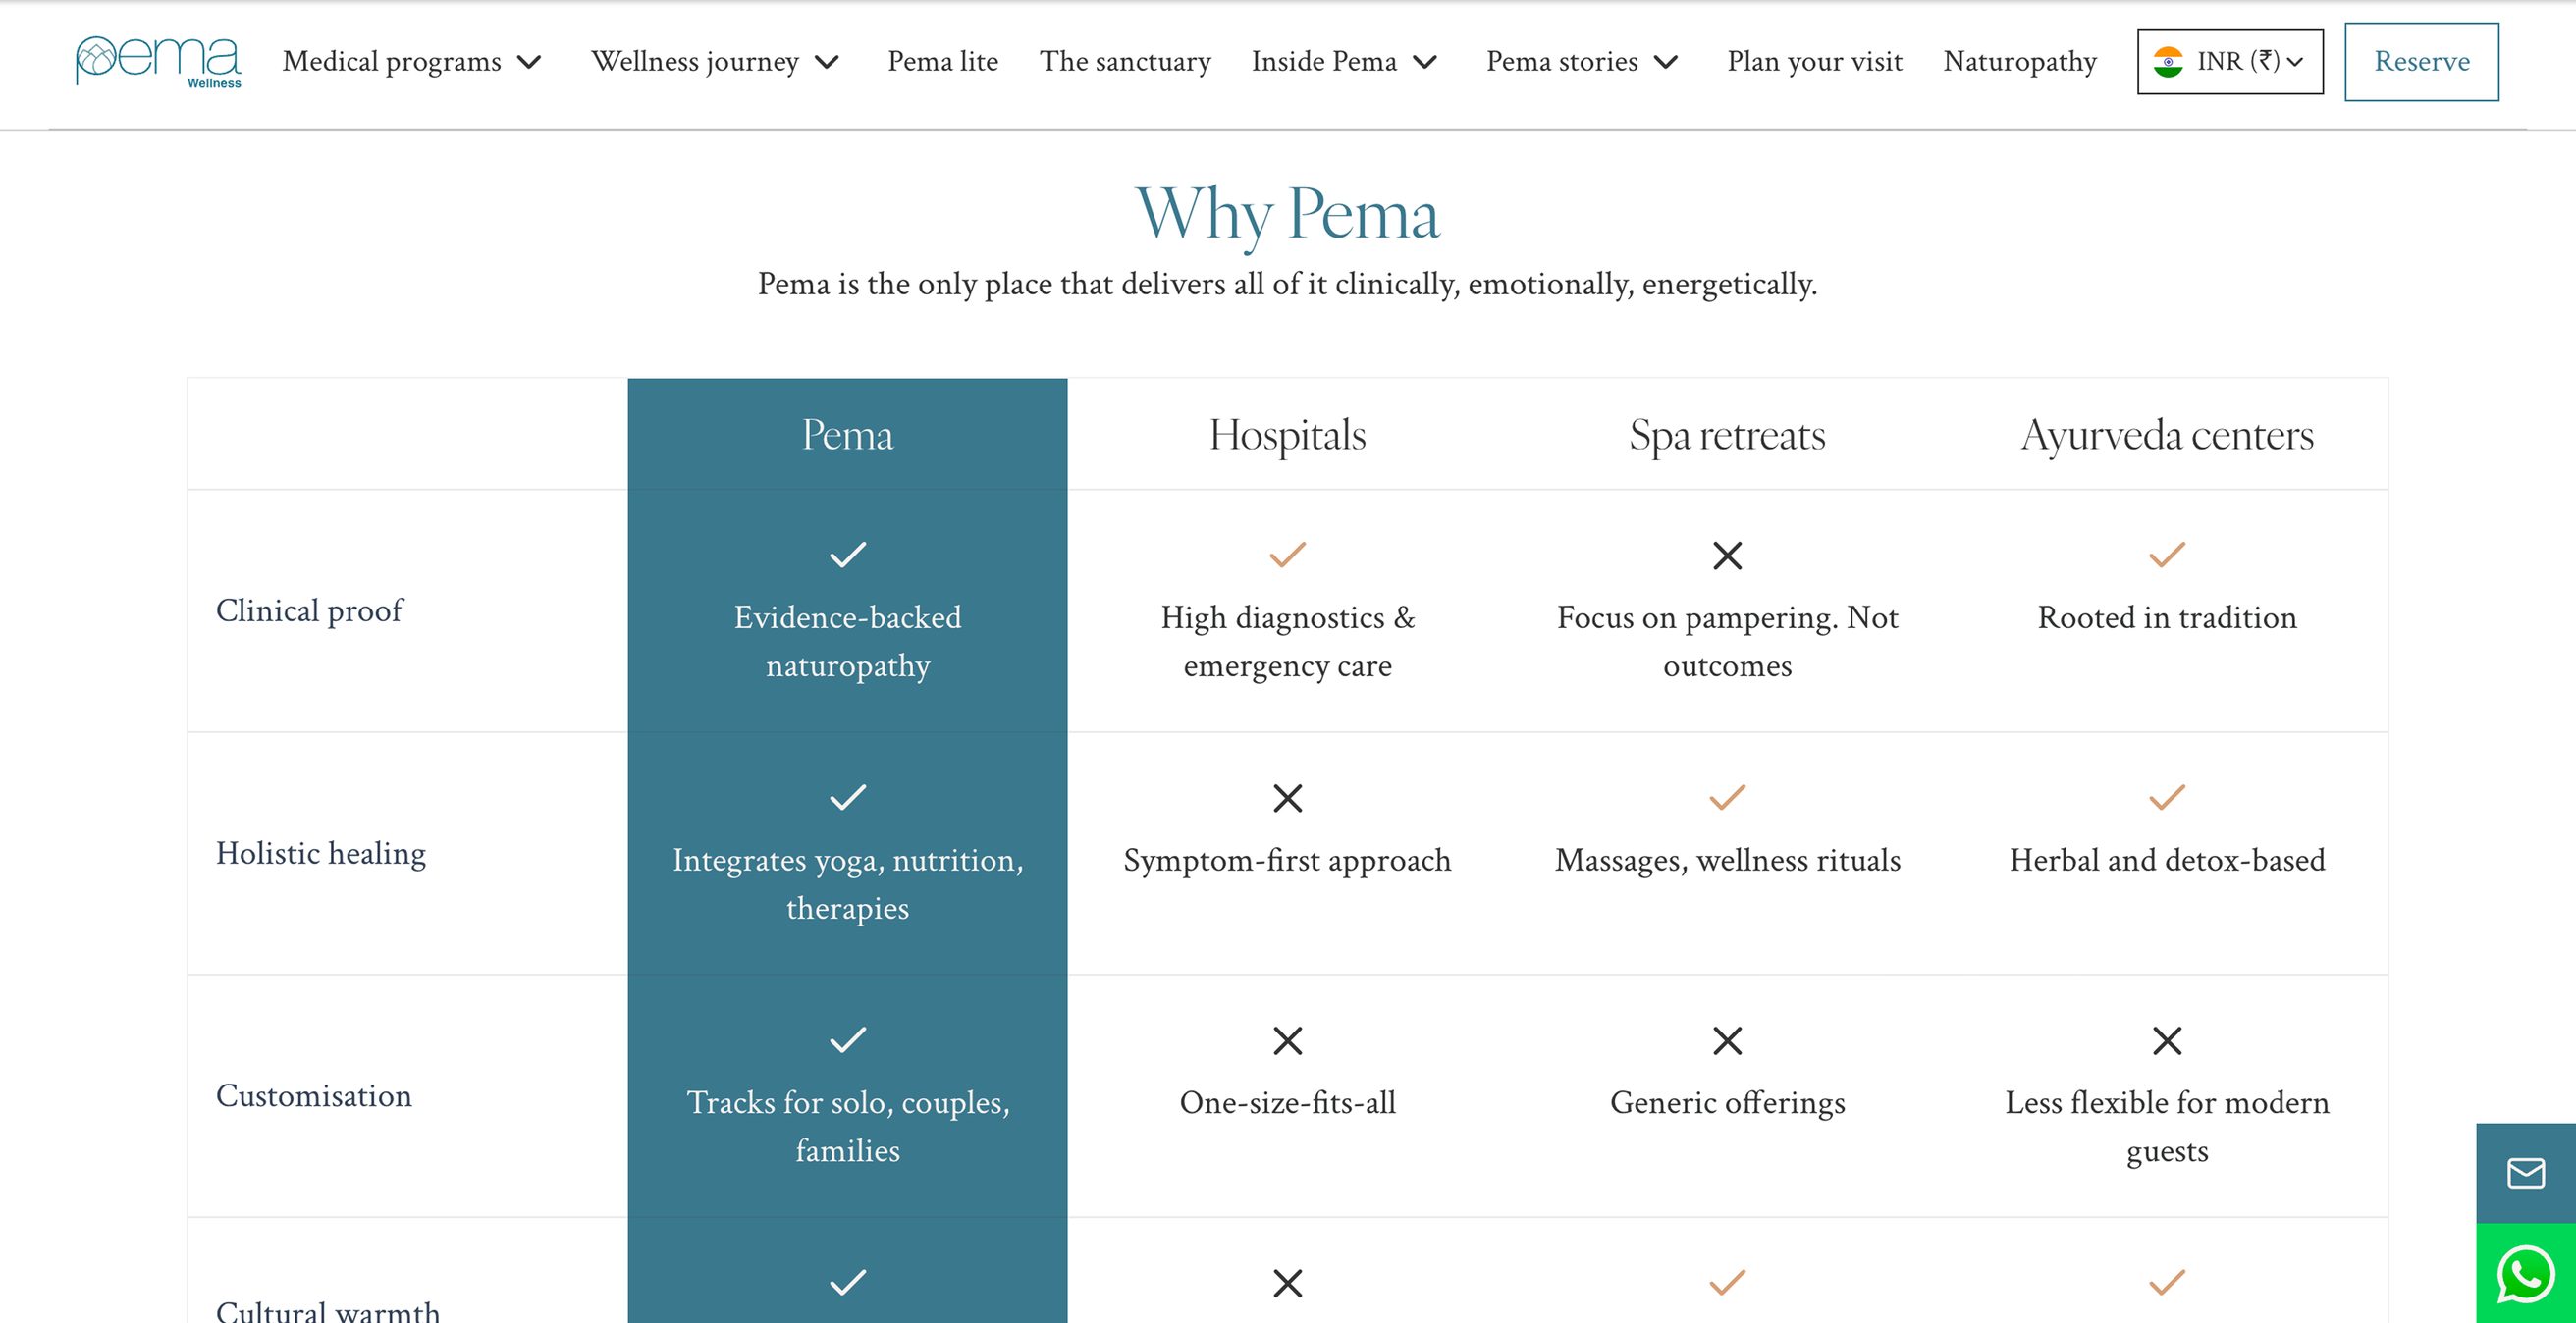 pema
Wellness
Medical programs
Wellness journey
Pema lite
The sanctuary
Inside Pema
Pema stories
Plan your visit
Naturopathy
INR (₹)
Reserve
Why Pema
Pema is the only place that delivers all of it clinically, emotionally, energetically.
Pema
Hospitals
Spa retreats
Ayurveda centers
Clinical proof
Evidence-backed
naturopathy
High diagnostics &
emergency care
Focus on pampering. Not
outcomes
Rooted in tradition
Holistic healing
Integrates yoga, nutrition,
therapies
Symptom-first approach
Massages, wellness rituals
Herbal and detox-based
Customisation
Tracks for solo, couples,
families
One-size-fits-all
Generic offerings
Less flexible for modern
guests
Cultural warmth